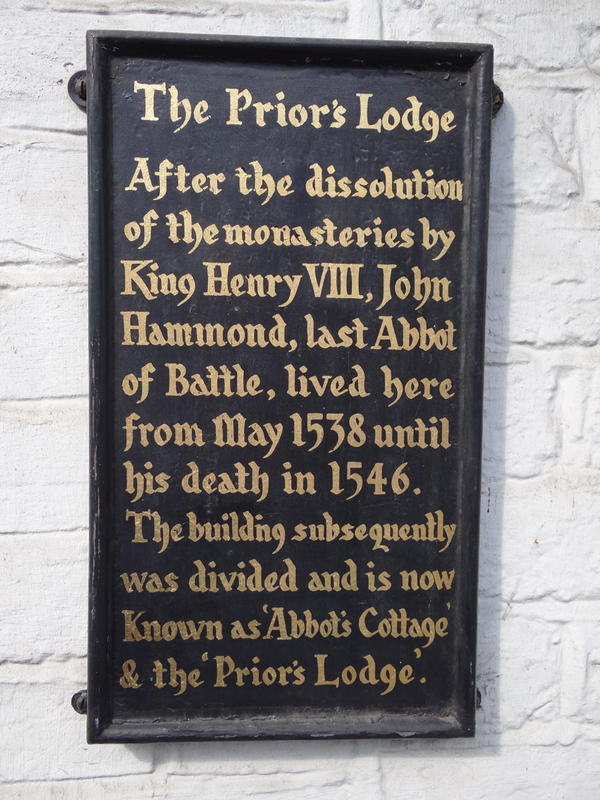 The Prior's Lodge
After the dissolution
of the monasteries by
King Henry VIII, John
Hammond, last Abbot
of Battle, lived here
from May 1538 until
his death in 1546.
The building subsequently
was divided and is now
Known as 'Abbot's Cottage'
& the 'Prior's Lodge'.